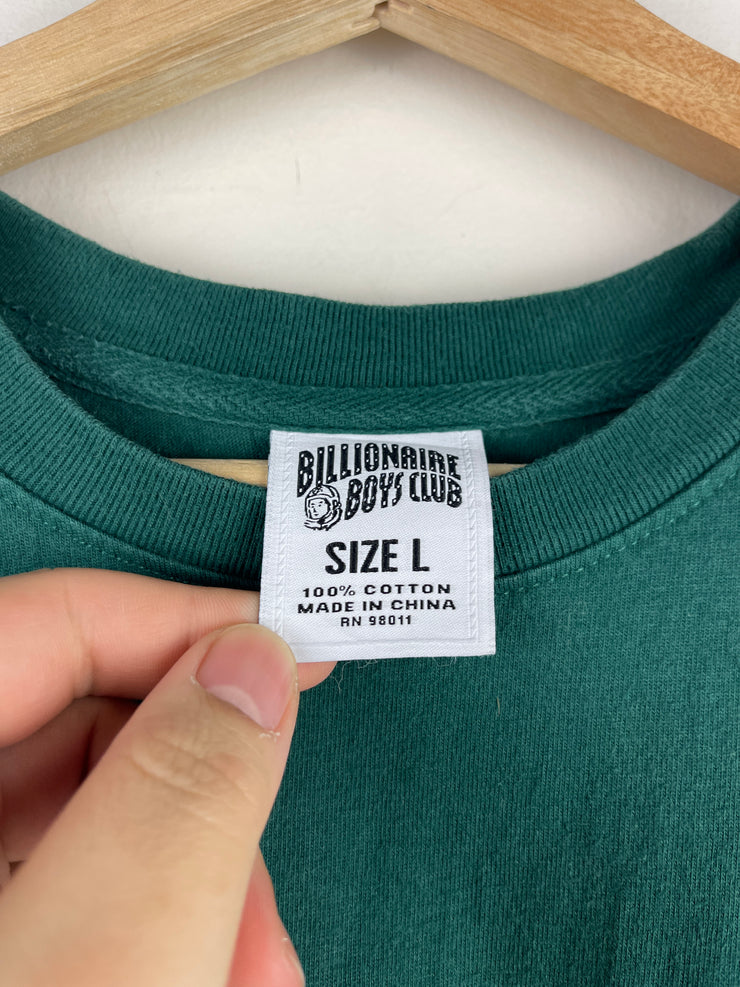 BILLIONAIRE
BOYS CLUB
SIZE L
100% COTTON
MADE IN CHINA
RN 98011